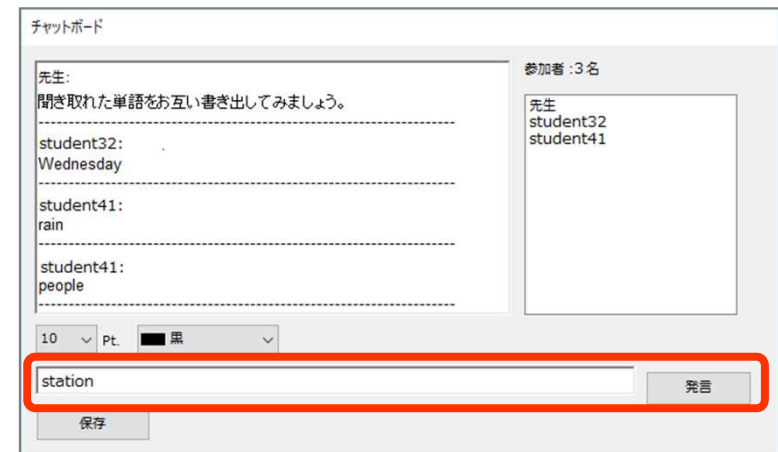 チャットボード
先生:
聞き取れた単語をお互い書き出してみましょう。
student32:
Wednesday
student41:
rain
student41:
people
参加者:3名
先生
student32
student41
10 Pt. 黒
station
発言
保存